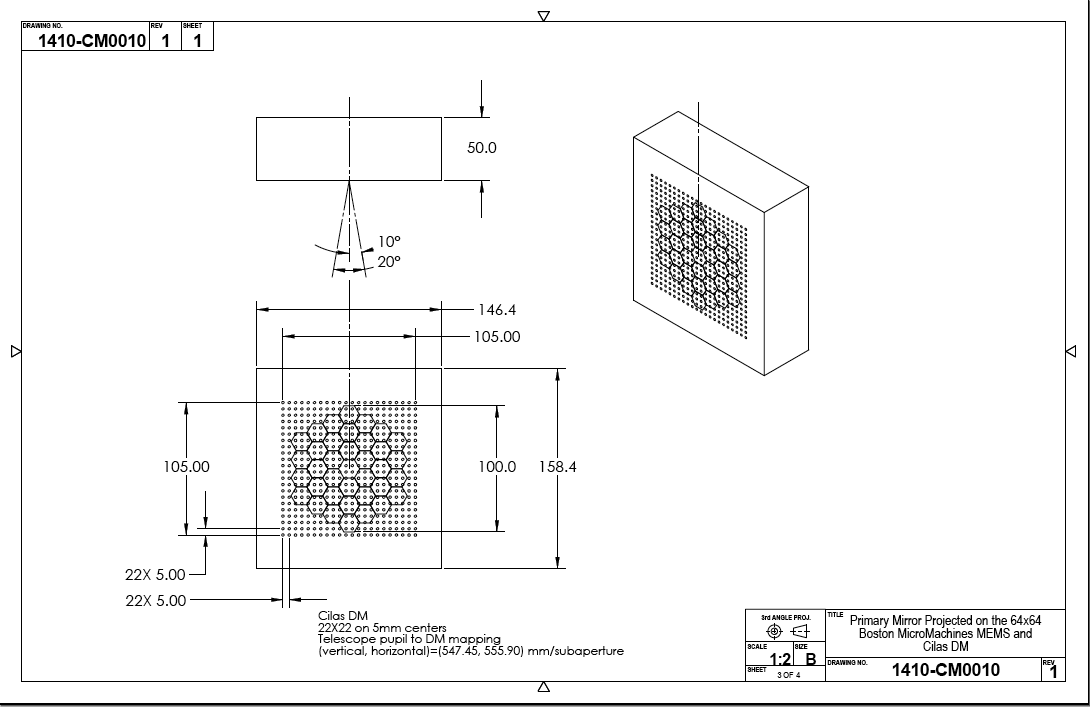 DRAWING NO. REV SHEET
1410-CM0010 1 1
50.0
10°
20°
146.4
105.00
105.00
100.0
158.4
22X 5.00
22X 5.00
Cilas DM
22X22 on 5mm centers
Telescope pupil to DM mapping
(vertical, horizontal)=(547.45, 555.90) mm/subaperture
3rd ANGLE PROJ.
SCALE
1:2
SIZE
B
SHEET
3 OF 4
TITLE
Primary Mirror Projected on the 64x64
Boston MicroMachines MEMS and
Cilas DM
DRAWING NO.
1410-CM0010
REV
1